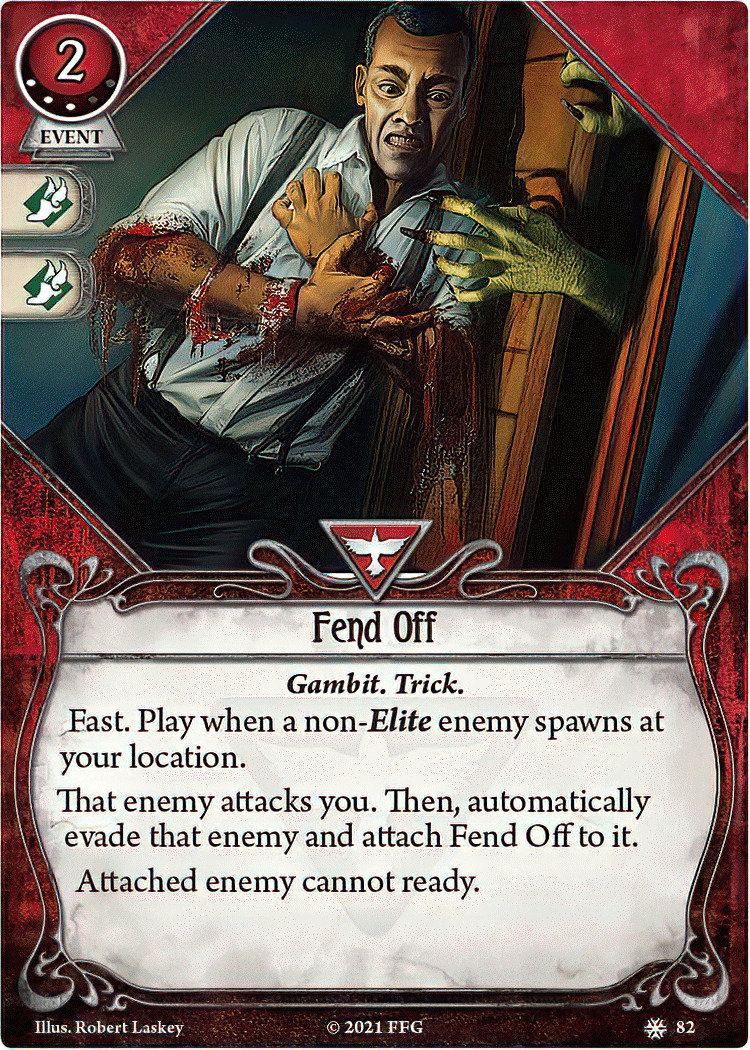 2
EVENT
Fend Off
Gambit. Trick.
Fast. Play when a non-Elite enemy spawns at
your location.
That enemy attacks you. Then, automatically
evade that enemy and attach Fend Off to it.
Attached enemy cannot ready.
Illus. Robert Laskey © 2021 FFG 82